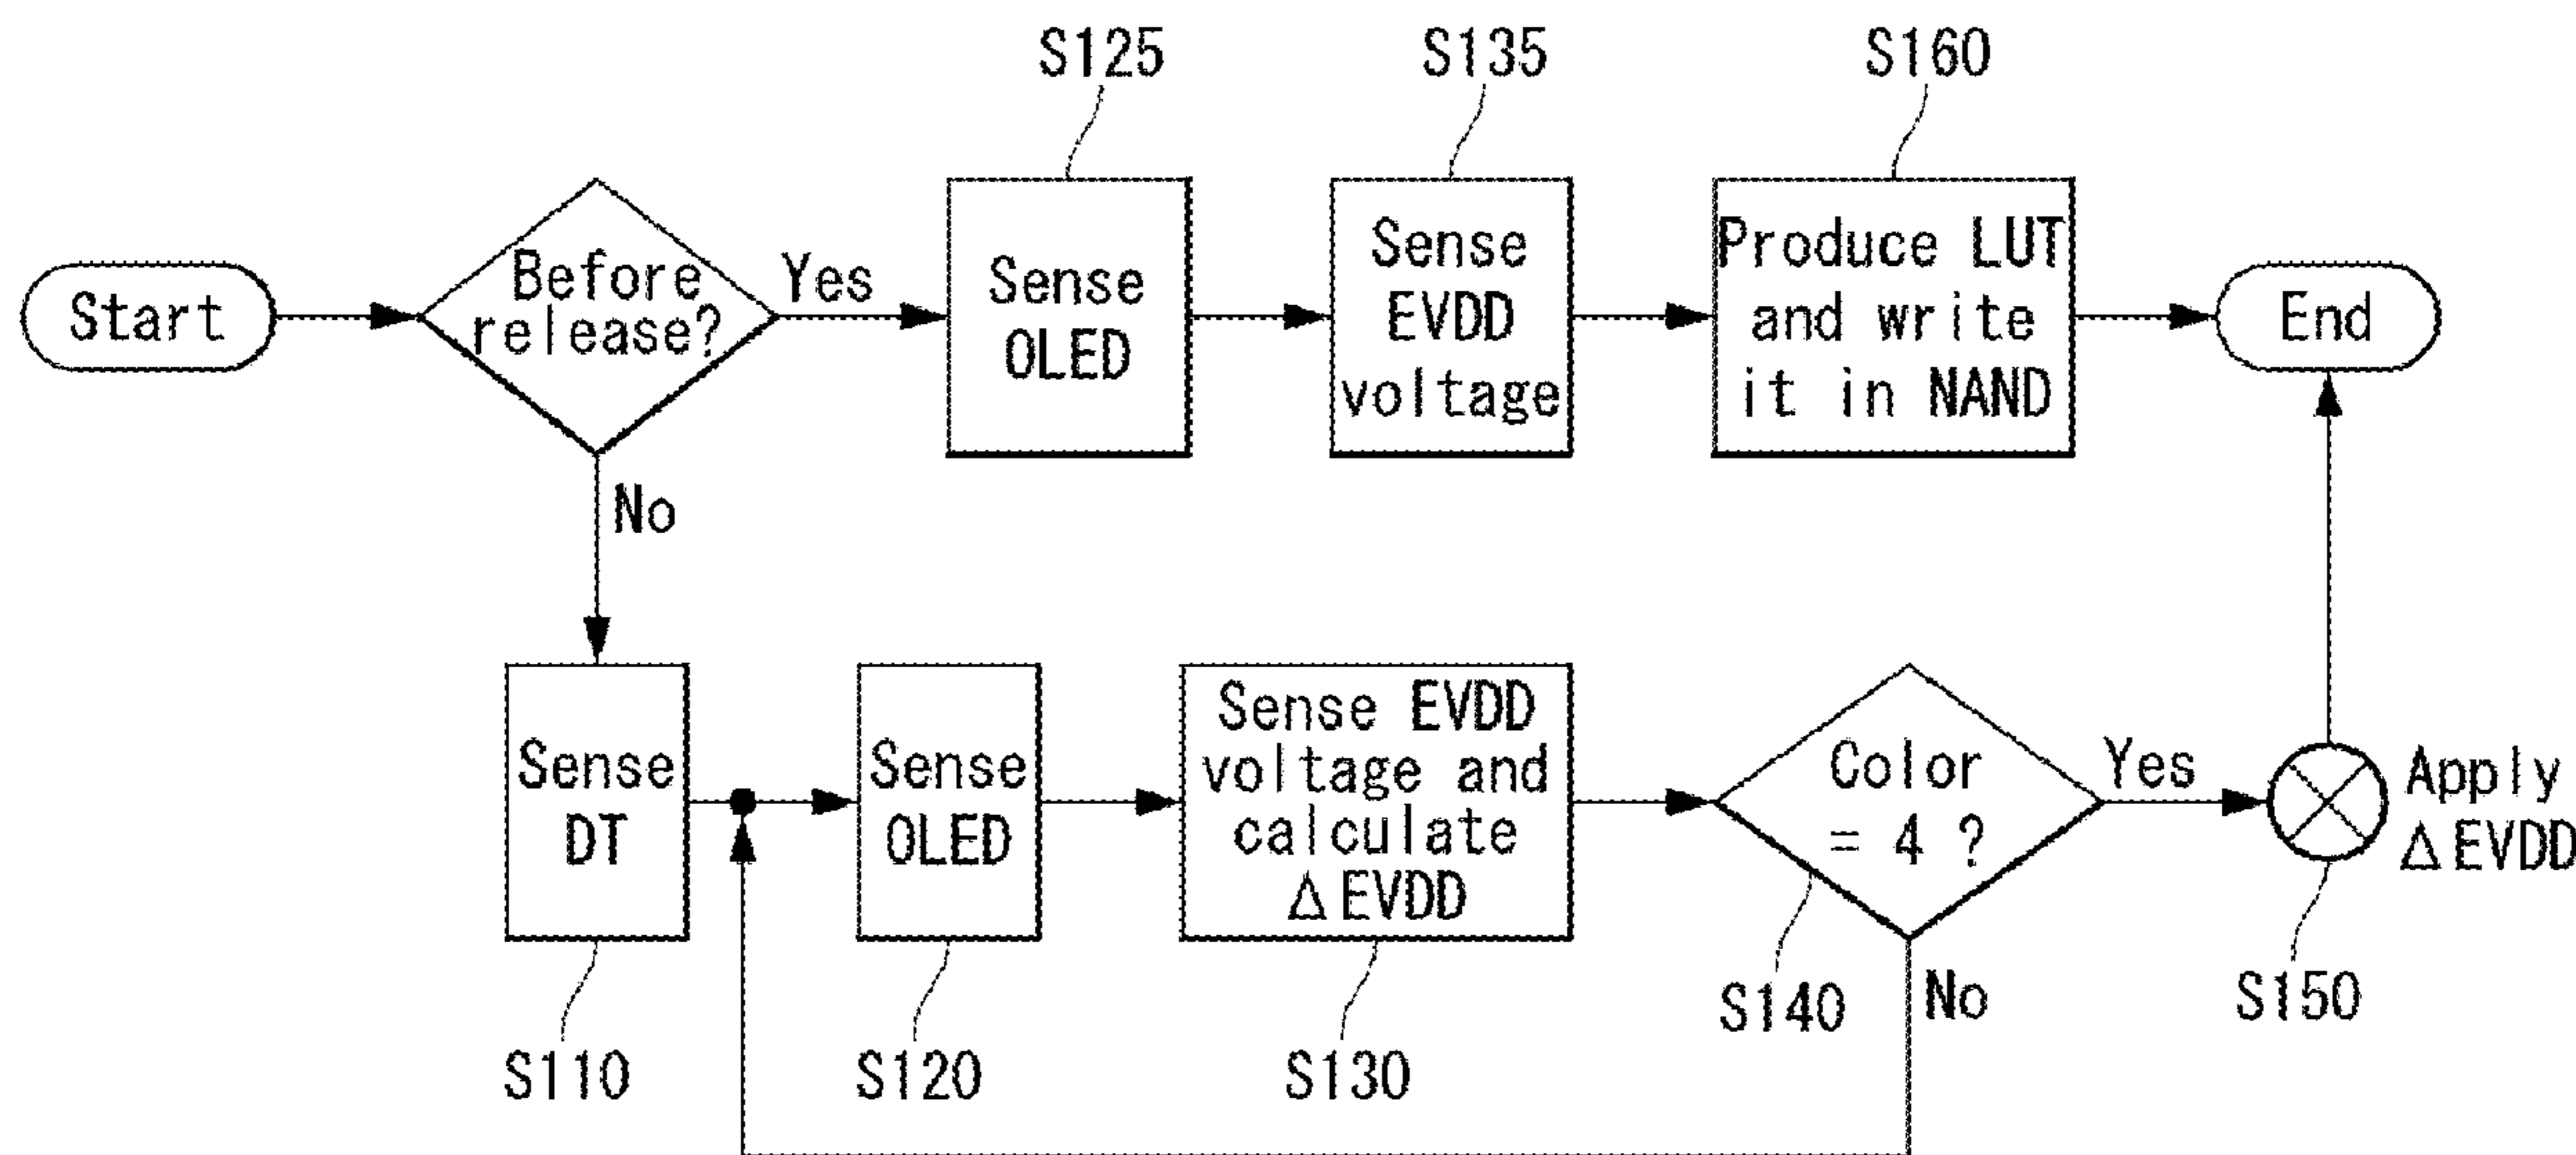 S125
S135
S160
Start
Before
release?
Yes
Sense
OLED
Sense
EVDD
voltage
Produce LUT
and write
it in NAND
End
No
Sense
DT
Sense
OLED
Sense EVDD
voltage and
calculate
Δ EVDD
Color
= 4 ?
Yes
Apply
Δ EVDD
S110
S120
S130
S140
No
S150